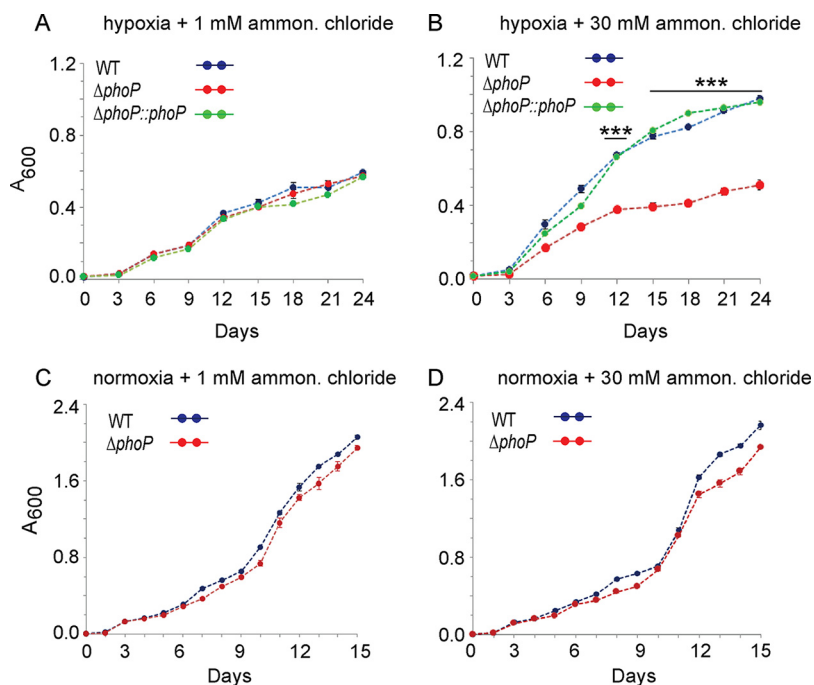 A hypoxia + 1 mM ammon. chloride
WT
ΔphoP
ΔphoP::phoP
1.2
0.8
0.4
0.0
A600
0 3 6 9 12 15 18 21 24
Days
B hypoxia + 30 mM ammon. chloride
WT
ΔphoP
ΔphoP::phoP
***
***
1.2
0.8
0.4
0.0
0 3 6 9 12 15 18 21 24
Days
C normoxia + 1 mM ammon. chloride
WT
ΔphoP
2.4
1.6
0.8
0.0
A600
0 3 6 9 12 15
Days
D normoxia + 30 mM ammon. chloride
WT
ΔphoP
2.4
1.6
0.8
0.0
0 3 6 9 12 15
Days